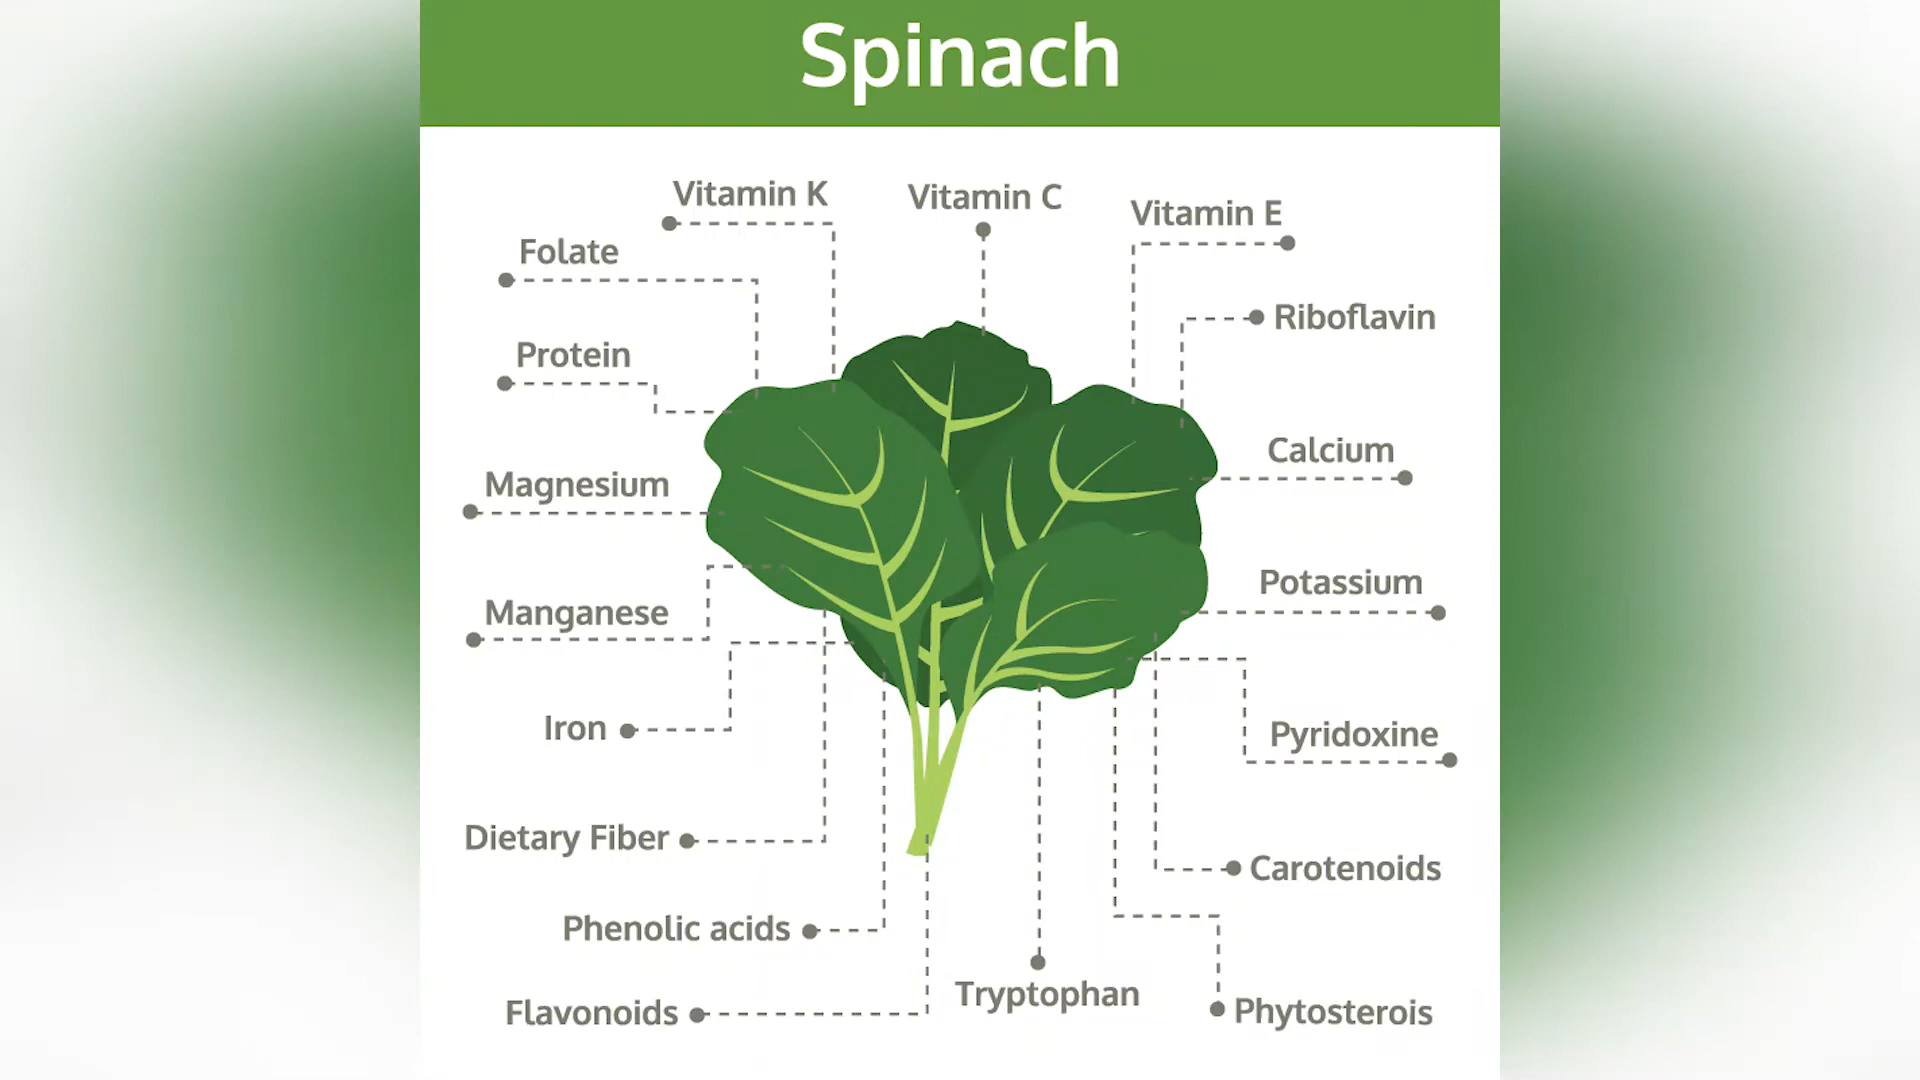 Spinach
Vitamin K
Vitamin C
Vitamin E
Folate
Riboflavin
Protein
Calcium
Magnesium
Potassium
Manganese
Iron
Pyridoxine
Dietary Fiber
Carotenoids
Phenolic acids
Tryptophan
Flavonoids
Phytosterois